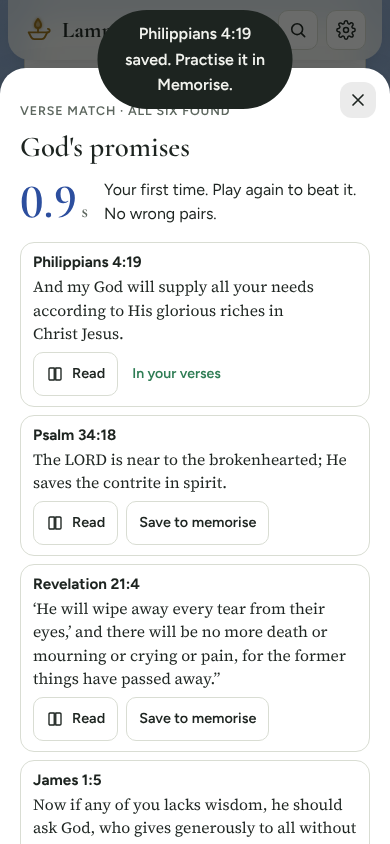 Philippians 4:19
saved. Practise it in
Memorise.
VERSE MATCH · ALL SIX FOUND
God's promises
0.9 s
Your first time. Play again to beat it.
No wrong pairs.
Philippians 4:19
And my God will supply all your needs
according to His glorious riches in
Christ Jesus.
Read
In your verses
Psalm 34:18
The LORD is near to the brokenhearted; He
saves the contrite in spirit.
Read
Save to memorise
Revelation 21:4
‘He will wipe away every tear from their
eyes,’ and there will be no more death or
mourning or crying or pain, for the former
things have passed away.”
Read
Save to memorise
James 1:5
Now if any of you lacks wisdom, he should
ask God, who gives generously to all without